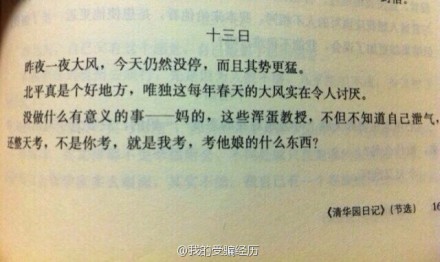 十三日
昨夜一夜大风，今天仍然没停，而且其势更猛。
北平真是个好地方，唯独这每年春天的大风实在令人讨厌。
没做什么有意义的事——妈的，这些浑蛋教授，不但不知道自己泄气，
还整天考，不是你考，就是我考，考他娘的什么东西？
《清华园日记》（节选） 16
@我的受骗经历